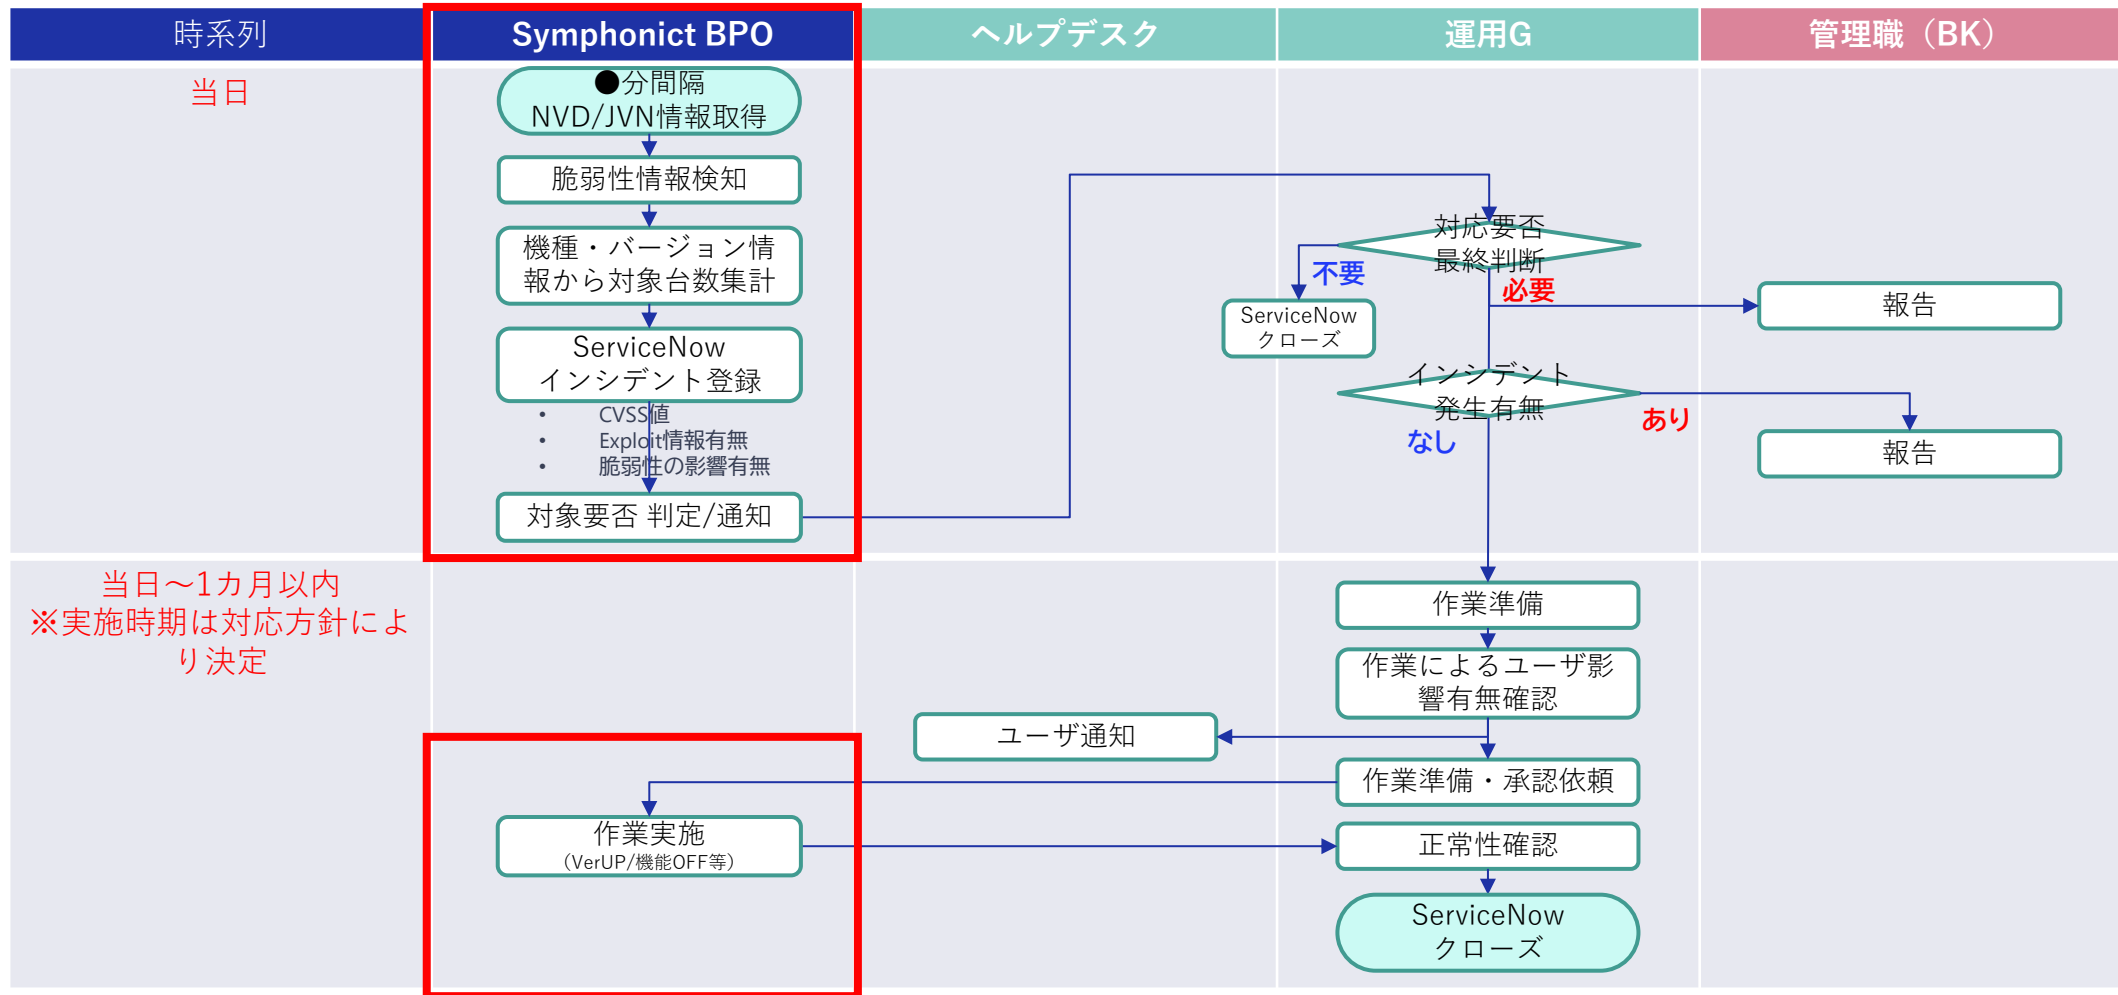 時系列
Symphonict BPO
ヘルプデスク
運用G
管理職（BK）
当日
●分間隔
NVD/JVN情報取得
脆弱性情報検知
機種・バージョン情
報から対象台数集計
ServiceNow
インシデント登録
• CVSS値
• Exploit情報有無
• 脆弱性の影響有無
対象要否 判定/通知
対応要否
最終判断
不要
必要
ServiceNow
クローズ
報告
インシデント
発生有無
あり
なし
報告
当日～1カ月以内
※実施時期は対応方針によ
り決定
作業準備
作業によるユーザ影
響有無確認
ユーザ通知
作業準備・承認依頼
作業実施
（VerUP/機能OFF等）
正常性確認
ServiceNow
クローズ